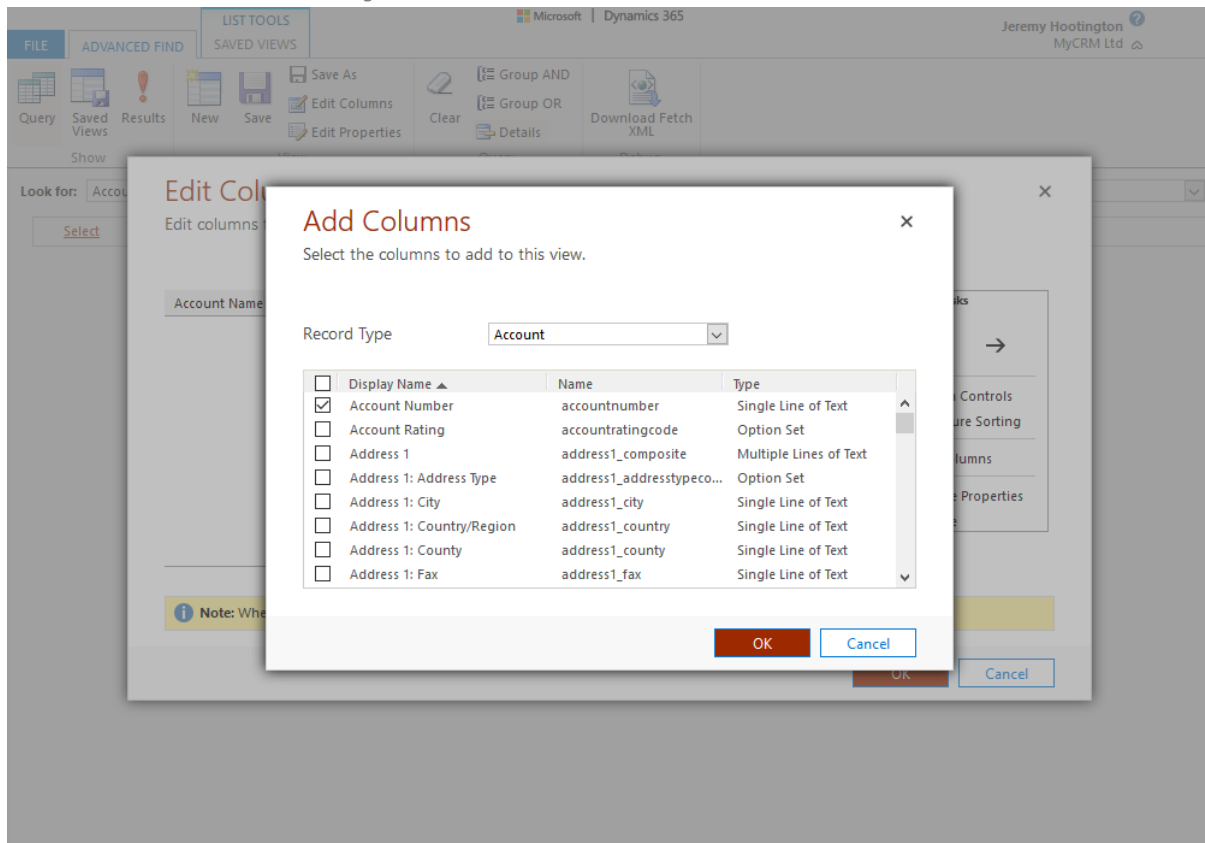 LIST TOOLS
Microsoft | Dynamics 365
Jeremy Hootington
MyCRM Ltd
FILE
ADVANCED FIND
SAVED VIEWS
Query
Saved Views
Results
New
Save
Save As
Edit Columns
Edit Properties
Clear
Group AND
Group OR
Details
Download Fetch XML
Show
Look for: Accou
Select
Edit Colu
Edit columns
Account Name
Add Columns
Select the columns to add to this view.
Record Type Account
Display Name Name Type
Account Number accountnumber Single Line of Text
Account Rating accountratingcode Option Set
Address 1 address1_composite Multiple Lines of Text
Address 1: Address Type address1_addresstypeco... Option Set
Address 1: City address1_city Single Line of Text
Address 1: Country/Region address1_country Single Line of Text
Address 1: County address1_county Single Line of Text
Address 1: Fax address1_fax Single Line of Text
OK Cancel
sks
Controls
ure Sorting
lumns
e Properties
Note: Whe
OK Cancel